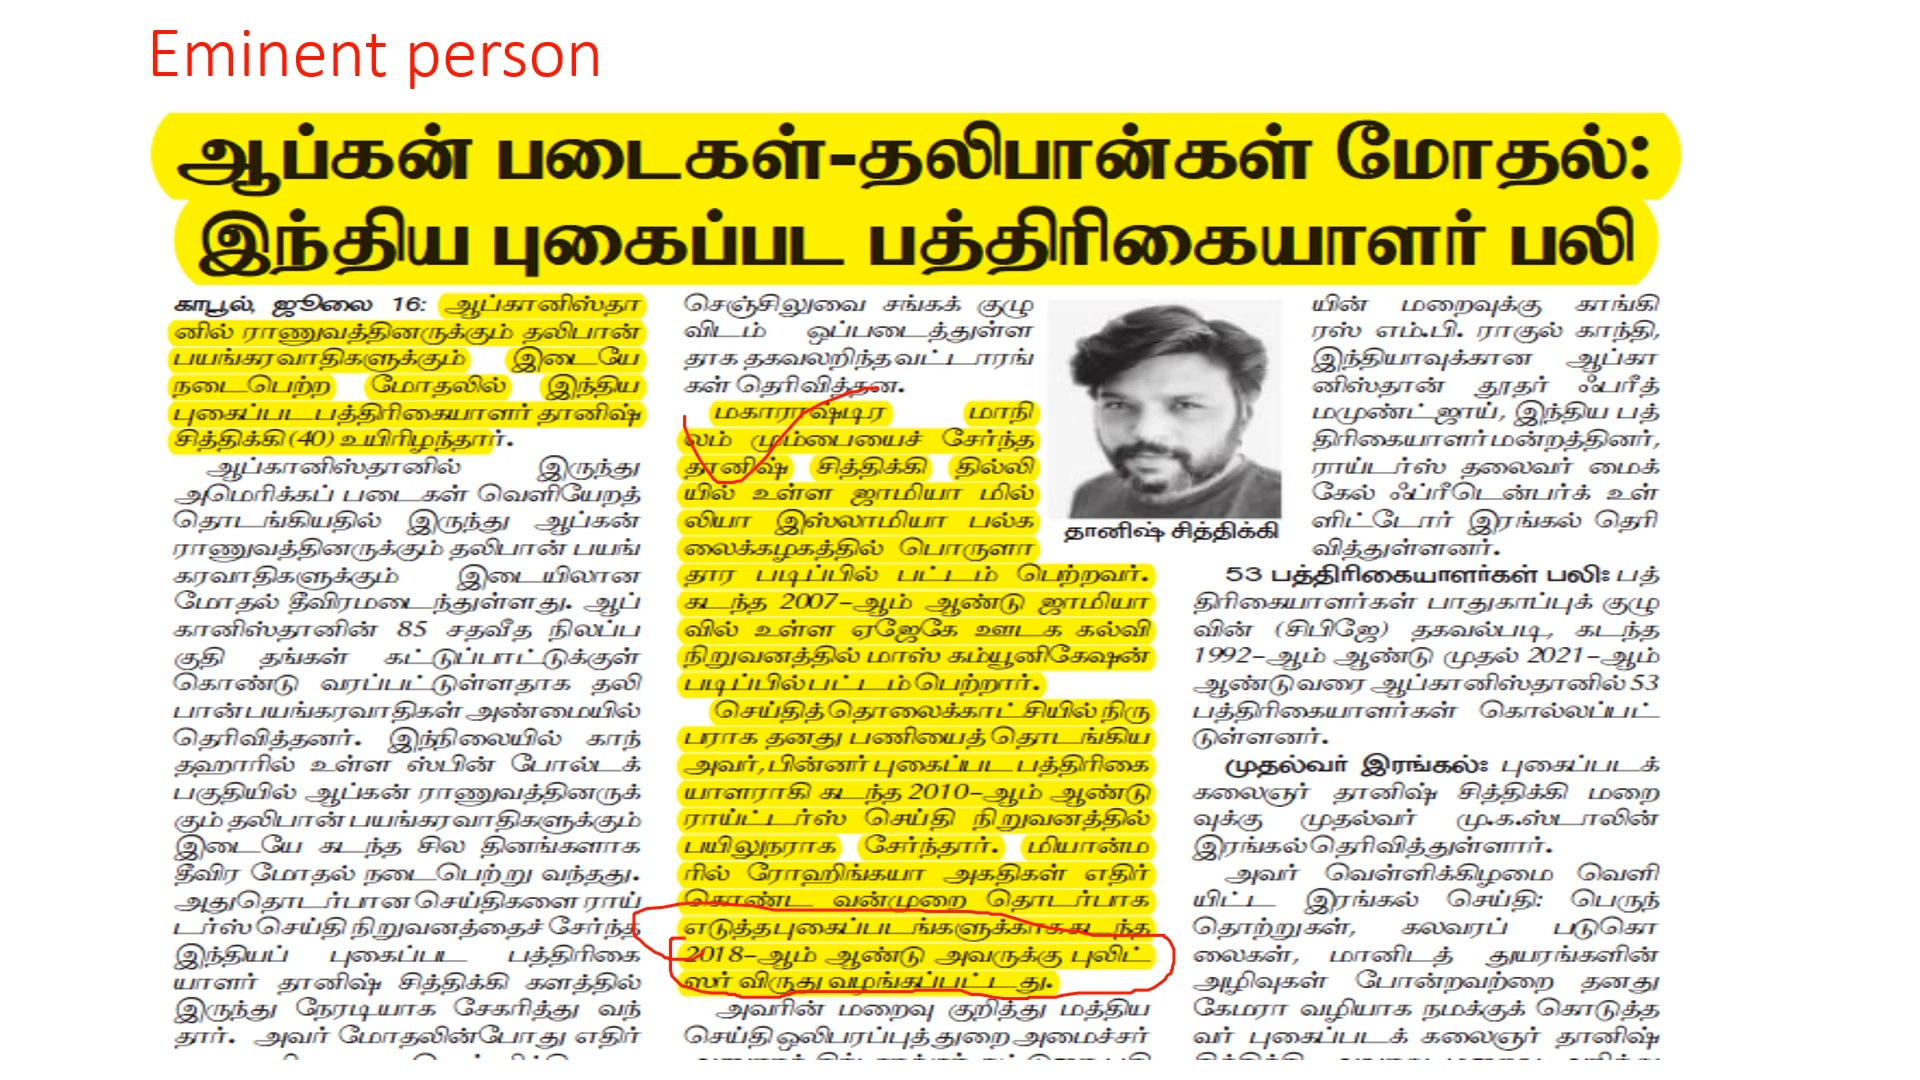 Eminent person
ஆப்கன் படைகள்-தலிபான்கள் மோதல்:
இந்திய புகைப்பட பத்திரிகையாளர் பலி
காபூல், ஜூலை 16: ஆப்கானிஸ்தா
னில் ராணுவத்தினருக்கும் தலிபான்
பயங்கரவாதிகளுக்கும் இடையே
நடைபெற்ற மோதலில் இந்திய
புகைப்பட பத்திரிகையாளர் தானிஷ்
சித்திக்கி (40) உயிரிழந்தார்.
ஆப்கானிஸ்தானில் இருந்து
அமெரிக்கப் படைகள் வெளியேறத்
தொடங்கியதில் இருந்து ஆப்கன்
ராணுவத்தினருக்கும் தலிபான் பயங்
கரவாதிகளுக்கும் இடையிலான
மோதல் தீவிரமடைந்துள்ளது. ஆப்
கானிஸ்தானின் 85 சதவீத நிலப்ப
குதி தங்கள் கட்டுப்பாட்டுக்குள்
கொண்டு வரப்பட்டுள்ளதாக தலி
பான் பயங்கரவாதிகள் அண்மையில்
தெரிவித்தனர். இந்நிலையில் காந்
தஹாரில் உள்ள ஸ்பின் போல்டக்
பகுதியில் ஆப்கன் ராணுவத்தினருக்
கும் தலிபான் பயங்கரவாதிகளுக்கும்
இடையே கடந்த சில தினங்களாக
தீவிர மோதல் நடைபெற்று வந்தது.
அதுதொடர்பான செய்திகளை ராய்
டர்ஸ் செய்தி நிறுவனத்தைச் சேர்ந்த
இந்தியப் புகைப்பட பத்திரிகை
யாளர் தானிஷ் சித்திக்கி களத்தில்
இருந்து நேரடியாக சேகரித்து வந்
தார். அவர் மோதலின்போது எதிர்
செஞ்சிலுவை சங்கக் குழு
விடம் ஒப்படைத்துள்ள
தாக தகவலறிந்த வட்டாரங்
கள் தெரிவித்தன.
மகாராஷ்டிர மாநி
லம் மும்பையைச் சேர்ந்த
தானிஷ் சித்திக்கி தில்லி
யில் உள்ள ஜாமியா மில்
லியா இஸ்லாமியா பல்க
லைக்கழகத்தில் பொருளா
தார படிப்பில் பட்டம் பெற்றவர்.
கடந்த 2007-ஆம் ஆண்டு ஜாமியா
வில் உள்ள ஏஜேகே ஊடக கல்வி
நிறுவனத்தில் மாஸ் கம்யூனிகேஷன்
படிப்பில் பட்டம் பெற்றார்.
செய்தித் தொலைக்காட்சியில் நிரு
பராக தனது பணியைத் தொடங்கிய
அவர், பின்னர் புகைப்பட பத்திரிகை
யாளராகி கடந்த 2010-ஆம் ஆண்டு
ராய்ட்டர்ஸ் செய்தி நிறுவனத்தில்
பயிலுநராக சேர்ந்தார். மியான்ம
ரில் ரோஹிங்கயா அகதிகள் எதிர்
கொண்ட வன்முறை தொடர்பாக
எடுத்த புகைப்படங்களுக்காக கடந்த
2018-ஆம் ஆண்டு அவருக்கு புலிட்
ஸர் விருது வழங்கப்பட்டது.
அவரின் மறைவு குறித்து மத்திய
செய்தி ஒலிபரப்புத் துறை அமைச்சர்
தானிஷ் சித்திக்கி
யின் மறைவுக்கு காங்கி
ரஸ் எம்.பி. ராகுல் காந்தி,
இந்தியாவுக்கான ஆப்கா
னிஸ்தான் தூதர் ஃபரீத்
மமுண்ட்ஜாய், இந்திய பத்
திரிகையாளர் மன்றத்தினர்,
ராய்டர்ஸ் தலைவர் மைக்
கேல் ஃப்ரீடென்பர்க் உள்
ளிட்டோர் இரங்கல் தெரி
வித்துள்ளனர்.
53 பத்திரிகையாளர்கள் பலி: பத்
திரிகையாளர்கள் பாதுகாப்புக் குழு
வின் (சிபிஜே) தகவல்படி, கடந்த
1992-ஆம் ஆண்டு முதல் 2021-ஆம்
ஆண்டு வரை ஆப்கானிஸ்தானில் 53
பத்திரிகையாளர்கள் கொல்லப்பட்
டுள்ளனர்.
முதல்வர் இரங்கல்: புகைப்படக்
கலைஞர் தானிஷ் சித்திக்கி மறை
வுக்கு முதல்வர் மு.க.ஸ்டாலின்
இரங்கல் தெரிவித்துள்ளார்.
அவர் வெள்ளிக்கிழமை வெளி
யிட்ட இரங்கல் செய்தி: பெருந்
தொற்றுகள், கலவரப் படுகொ
லைகள், மானிடத் துயரங்களின்
அழிவுகள் போன்றவற்றை தனது
கேமரா வழியாக நமக்குக் கொடுத்த
வர் புகைப்படக் கலைஞர் தானிஷ்